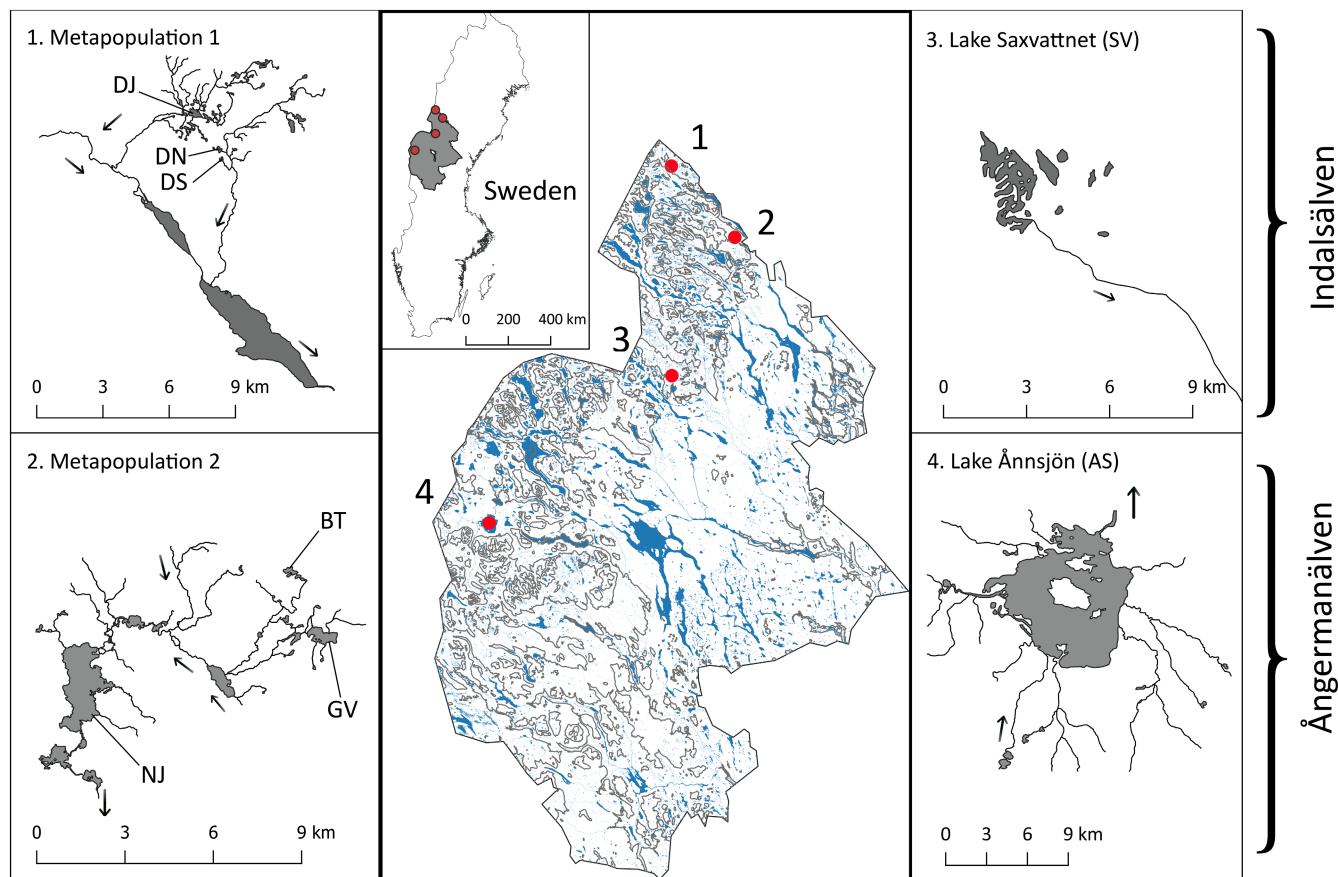 1. Metapopulation 1
DJ
DN
DS
0 3 6 9 km
2. Metapopulation 2
BT
GV
NJ
0 3 6 9 km
Sweden
0 200 400 km
1
2
3
4
3. Lake Saxvattnet (SV)
0 3 6 9 km
4. Lake Ånnsjön (AS)
0 3 6 9 km
Indalsälven
Ångermanälven